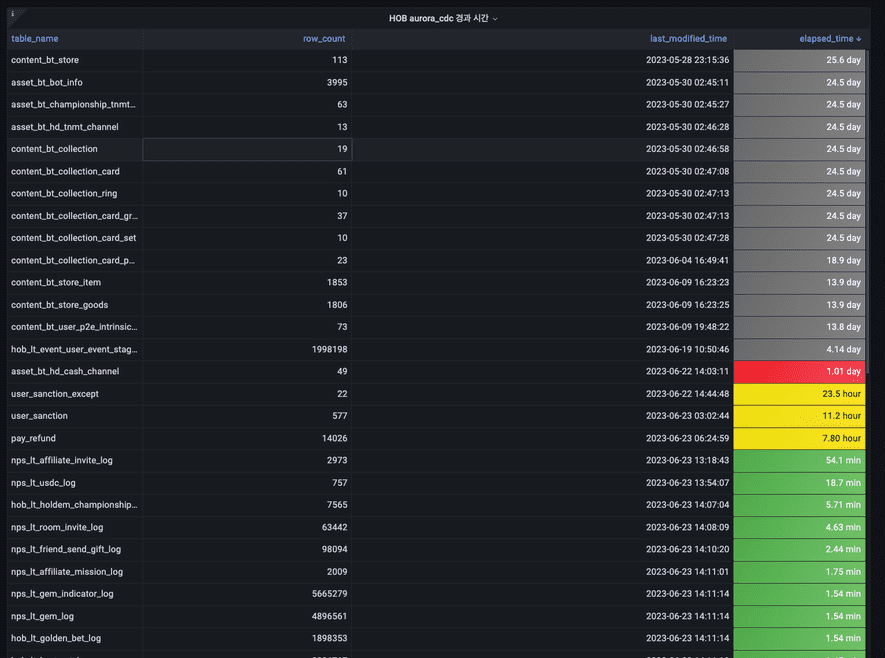 i
HOB aurora_cdc 경과 시간
table_name row_count last_modified_time elapsed_time
content_bt_store 113 2023-05-28 23:15:36 25.6 day
asset_bt_bot_info 3995 2023-05-30 02:45:11 24.5 day
asset_bt_championship_tnmt... 63 2023-05-30 02:45:27 24.5 day
asset_bt_hd_tnmt_channel 13 2023-05-30 02:46:28 24.5 day
content_bt_collection 19 2023-05-30 02:46:58 24.5 day
content_bt_collection_card 61 2023-05-30 02:47:08 24.5 day
content_bt_collection_ring 10 2023-05-30 02:47:13 24.5 day
content_bt_collection_card_gr... 37 2023-05-30 02:47:13 24.5 day
content_bt_collection_card_set 10 2023-05-30 02:47:28 24.5 day
content_bt_collection_card_p... 23 2023-06-04 16:49:41 18.9 day
content_bt_store_item 1853 2023-06-09 16:23:23 13.9 day
content_bt_store_goods 1806 2023-06-09 16:23:25 13.9 day
content_bt_user_p2e_intrinsic... 73 2023-06-09 19:48:22 13.8 day
hob_lt_event_user_event_stag... 1998198 2023-06-19 10:50:46 4.14 day
asset_bt_hd_cash_channel 49 2023-06-22 14:03:11 1.01 day
user_sanction_except 22 2023-06-22 14:44:48 23.5 hour
user_sanction 577 2023-06-23 03:02:44 11.2 hour
pay_refund 14026 2023-06-23 06:24:59 7.80 hour
nps_lt_affiliate_invite_log 2973 2023-06-23 13:18:43 54.1 min
nps_lt_usdc_log 757 2023-06-23 13:54:07 18.7 min
hob_lt_holdem_championship... 7565 2023-06-23 14:07:04 5.71 min
nps_lt_room_invite_log 63442 2023-06-23 14:08:09 4.63 min
nps_lt_friend_send_gift_log 98094 2023-06-23 14:10:20 2.44 min
nps_lt_affiliate_mission_log 2009 2023-06-23 14:11:01 1.75 min
nps_lt_gem_indicator_log 5665279 2023-06-23 14:11:14 1.54 min
nps_lt_gem_log 4896561 2023-06-23 14:11:14 1.54 min
hob_lt_golden_bet_log 1898353 2023-06-23 14:11:14 1.54 min